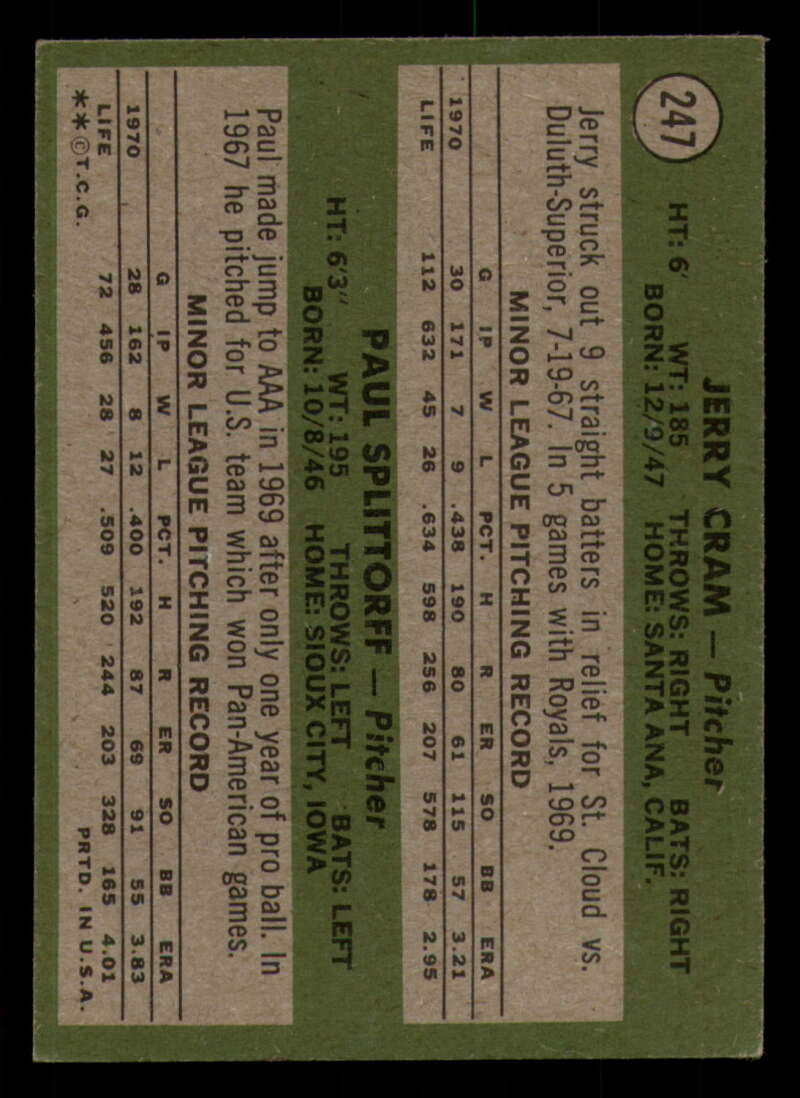 247
JERRY CRAM — Pitcher
HT: 6' WT: 185 THROWS: RIGHT BATS: RIGHT
BORN: 12/9/47 HOME: SANTA ANA, CALIF.
Jerry struck out 9 straight batters in relief for St. Cloud vs.
Duluth-Superior, 7-19-67. In 5 games with Royals, 1969.
MINOR LEAGUE PITCHING RECORD
G IP W L PCT. H R ER SO BB ERA
1970 30 171 7 9 .438 190 80 61 115 57 3.21
LIFE 112 632 45 26 .634 598 256 207 578 178 2.95
PAUL SPLITTORFF — Pitcher
HT: 6'3" WT: 195 THROWS: LEFT BATS: LEFT
BORN: 10/8/46 HOME: SIOUX CITY, IOWA
Paul made jump to AAA in 1969 after only one year of pro ball. In
1967 he pitched for U.S. team which won Pan-American games.
MINOR LEAGUE PITCHING RECORD
G IP W L PCT. H R ER SO BB ERA
1970 28 162 8 12 .400 192 87 69 91 55 3.83
LIFE 72 456 28 27 .509 520 244 203 328 165 4.01
**©T.C.G. PRTD. IN U.S.A.